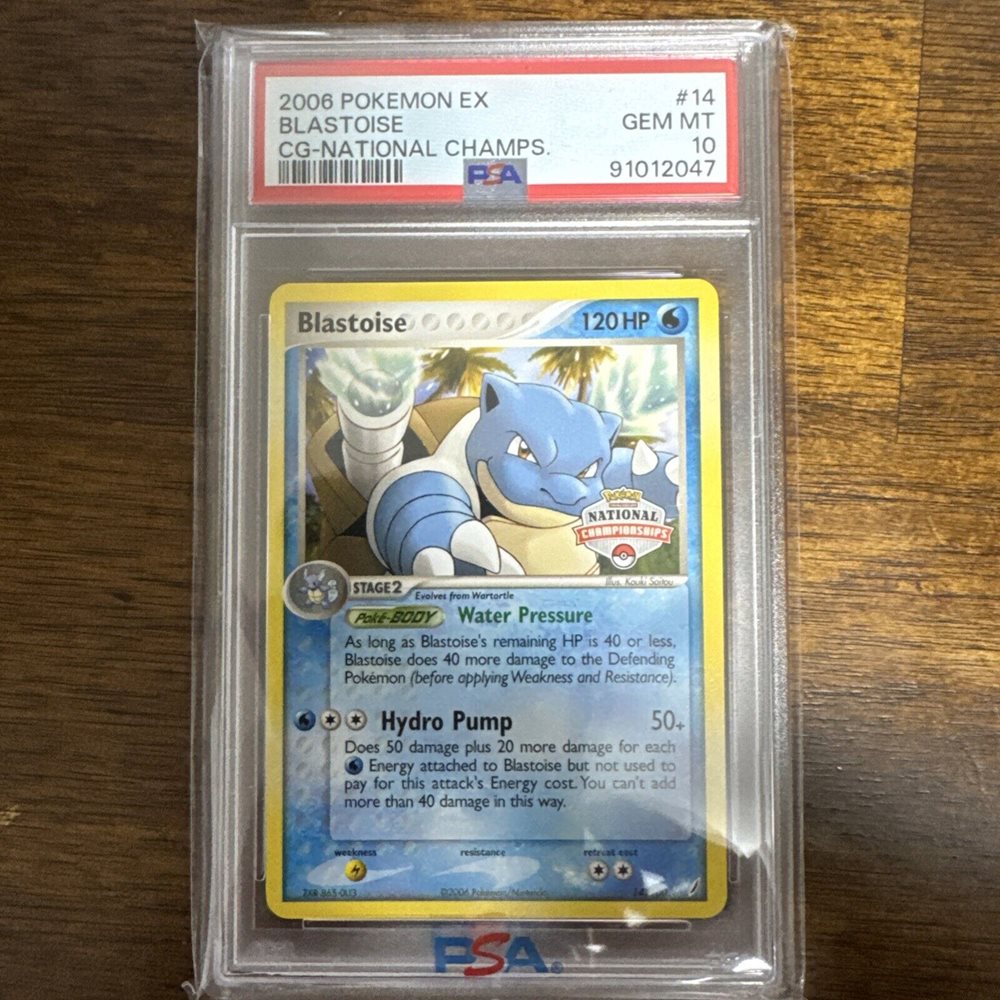 2006 POKEMON EX #14
BLASTOISE GEM MT
CG-NATIONAL CHAMPS. 10
PSA 91012047
Blastoise 120 HP
Pokémon
NATIONAL
CHAMPIONSHIPS
Illus. Kouki Saitou
STAGE 2 Evolves from Wartortle
Poké-BODY Water Pressure
As long as Blastoise's remaining HP is 40 or less,
Blastoise does 40 more damage to the Defending
Pokémon (before applying Weakness and Resistance).
Hydro Pump 50+
Does 50 damage plus 20 more damage for each
Energy attached to Blastoise but not used to
pay for this attack's Energy cost. You can't add
more than 40 damage in this way.
weakness resistance retreat cost
©2006 Pokémon/Nintendo
PSA®